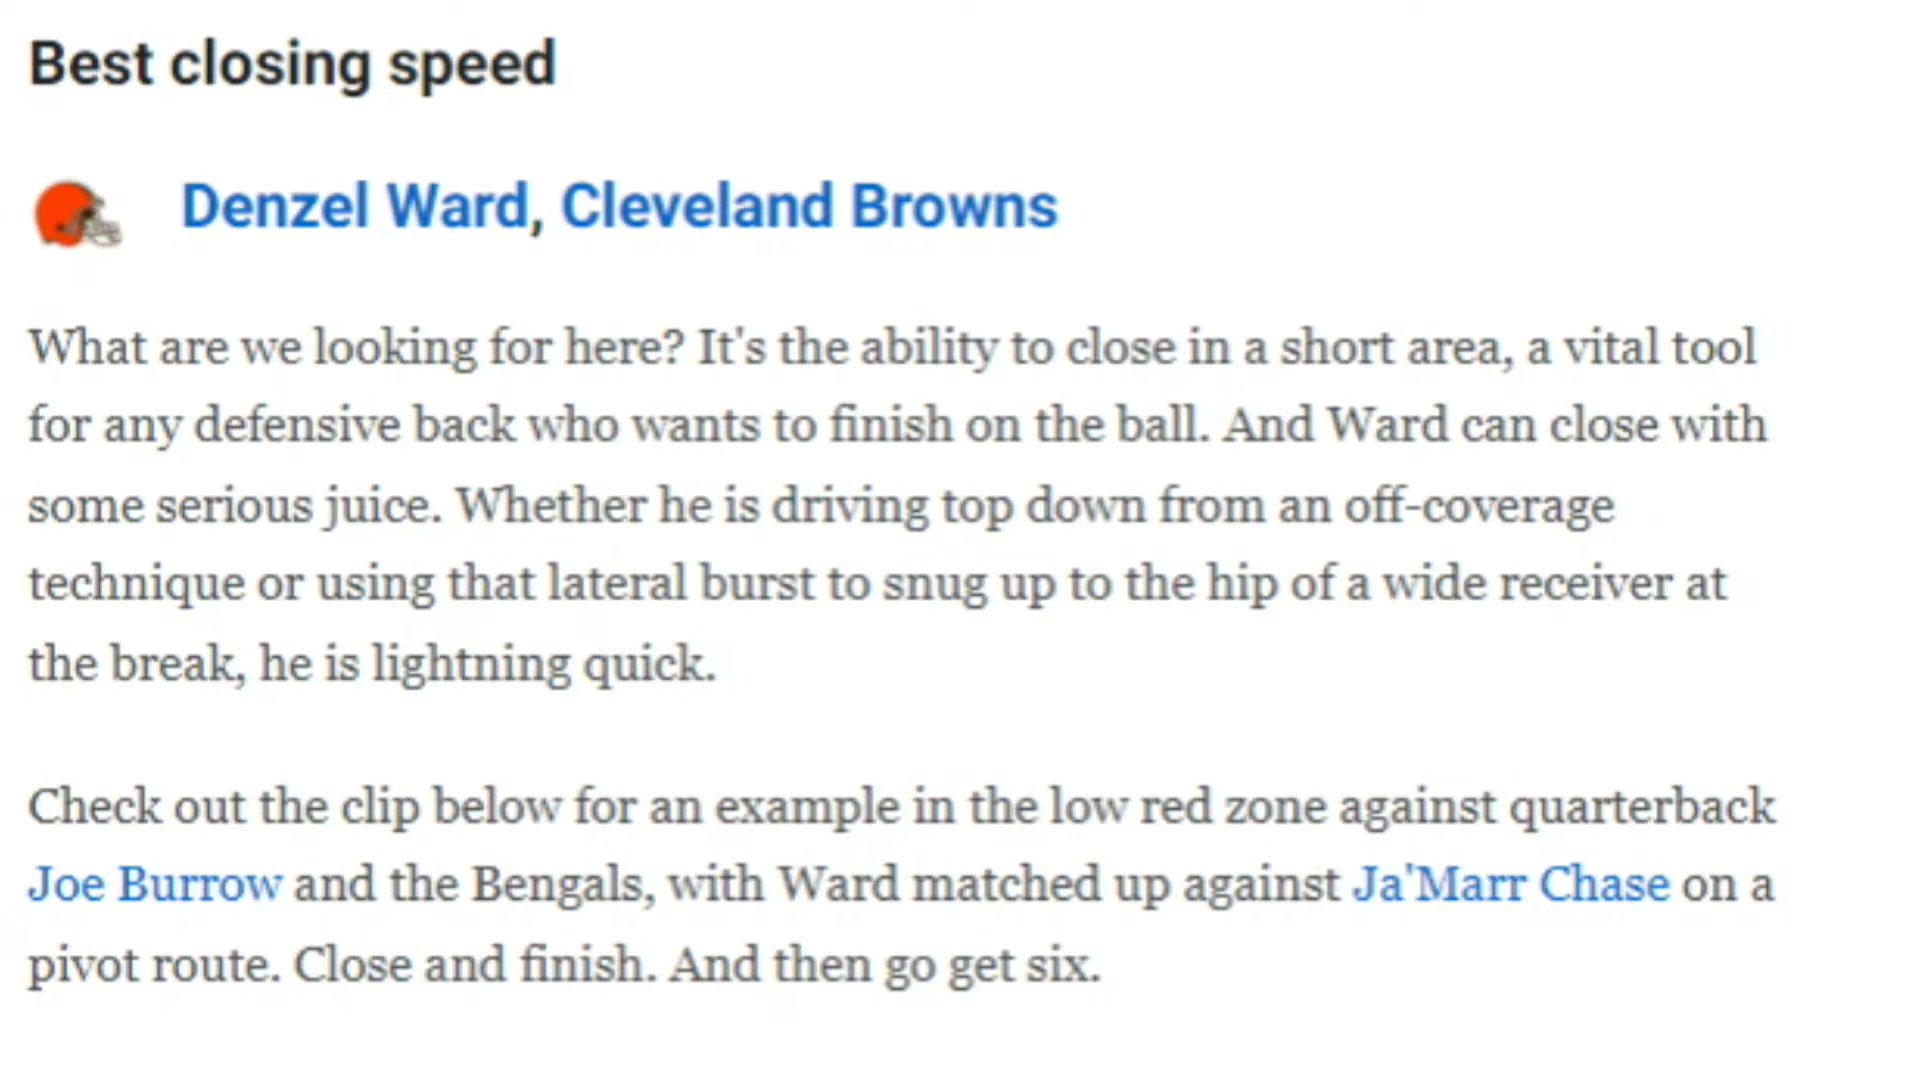 Best closing speed
Denzel Ward, Cleveland Browns
What are we looking for here? It's the ability to close in a short area, a vital tool
for any defensive back who wants to finish on the ball. And Ward can close with
some serious juice. Whether he is driving top down from an off-coverage
technique or using that lateral burst to snug up to the hip of a wide receiver at
the break, he is lightning quick.
Check out the clip below for an example in the low red zone against quarterback
Joe Burrow and the Bengals, with Ward matched up against Ja'Marr Chase on a
pivot route. Close and finish. And then go get six.